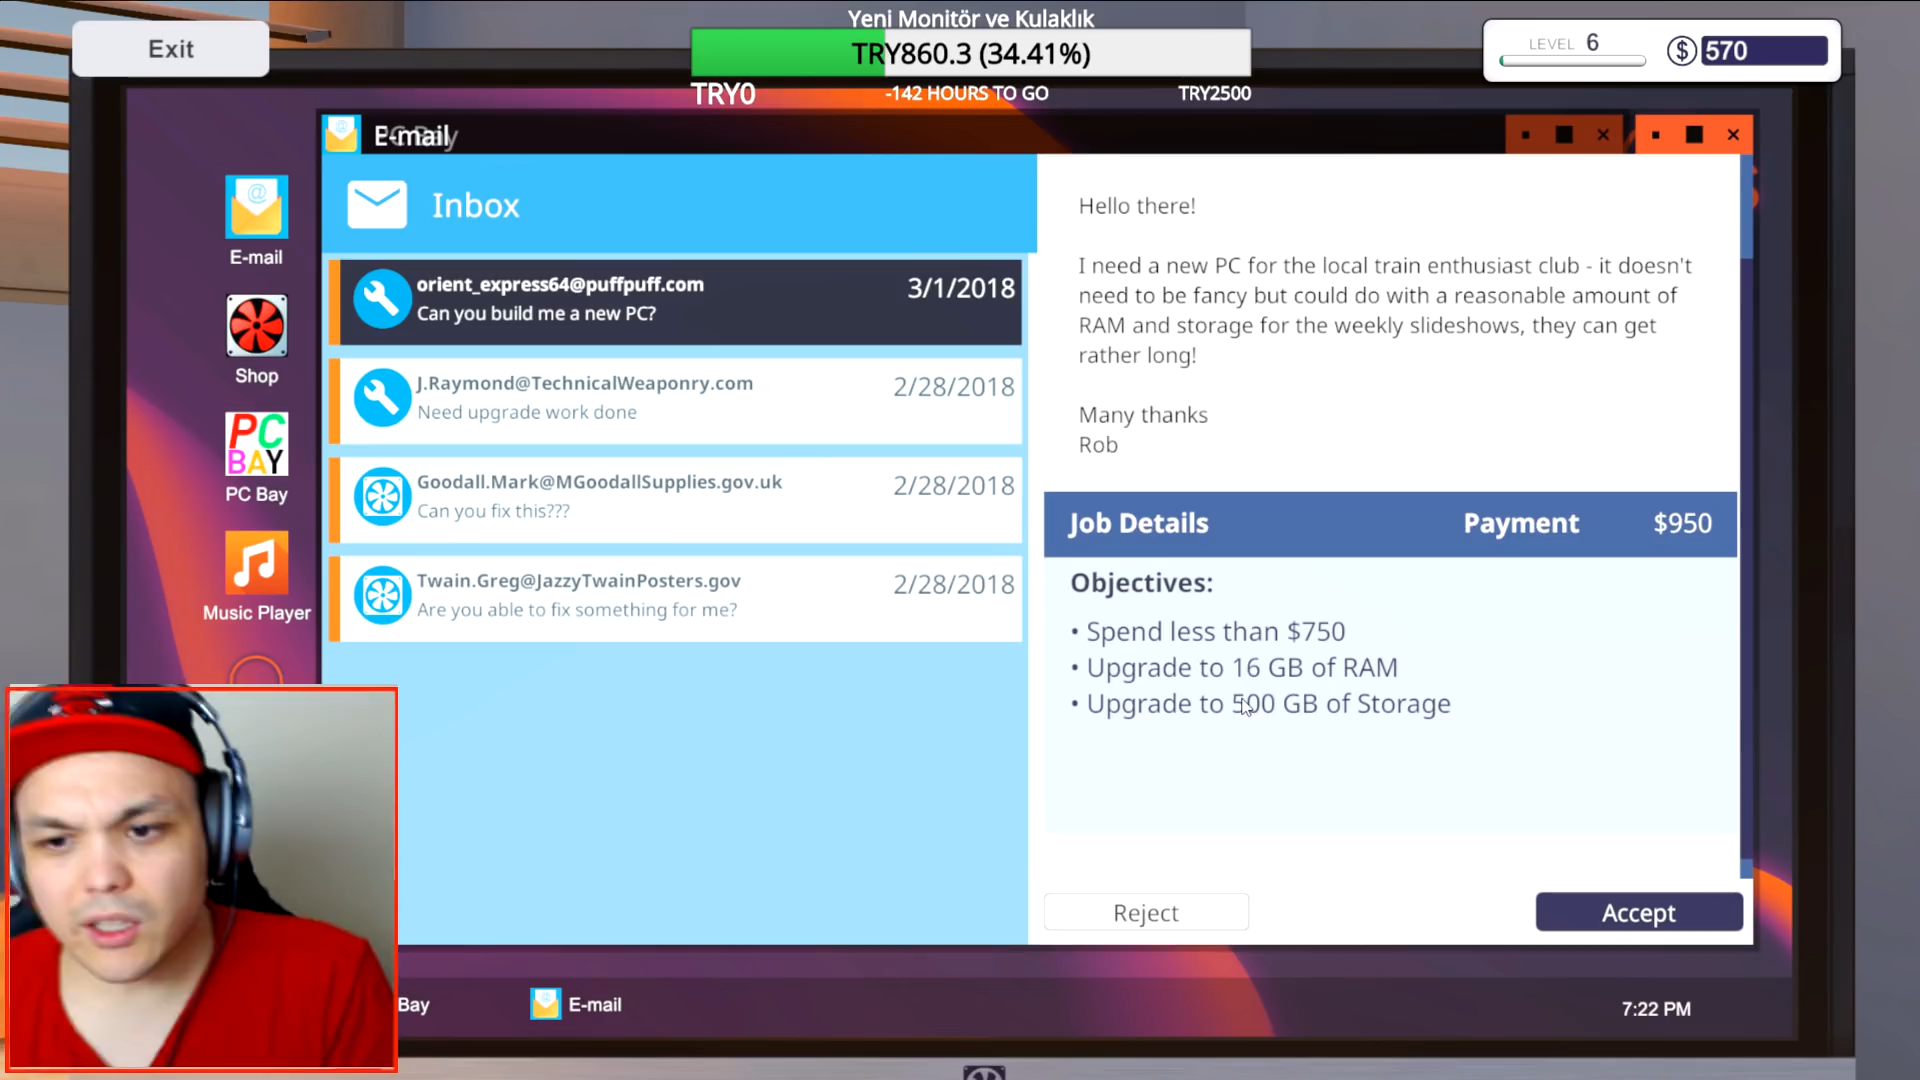 Exit
Yeni Monitör ve Kulaklık
TRY860.3 (34.41%)
TRY0
-142 HOURS TO GO
TRY2500
LEVEL 6
$ 570
E-mail
PC Bay
E-mail
Shop
PC
BAY
PC Bay
Music Player
Inbox
orient_express64@puffpuff.com 3/1/2018
Can you build me a new PC?
J.Raymond@TechnicalWeaponry.com 2/28/2018
Need upgrade work done
Goodall.Mark@MGoodallSupplies.gov.uk 2/28/2018
Can you fix this???
Twain.Greg@JazzyTwainPosters.gov 2/28/2018
Are you able to fix something for me?
Hello there!
I need a new PC for the local train enthusiast club - it doesn't
need to be fancy but could do with a reasonable amount of
RAM and storage for the weekly slideshows, they can get
rather long!
Many thanks
Rob
Job Details Payment $950
Objectives:
• Spend less than $750
• Upgrade to 16 GB of RAM
• Upgrade to 500 GB of Storage
Reject Accept
Bay
E-mail
7:22 PM